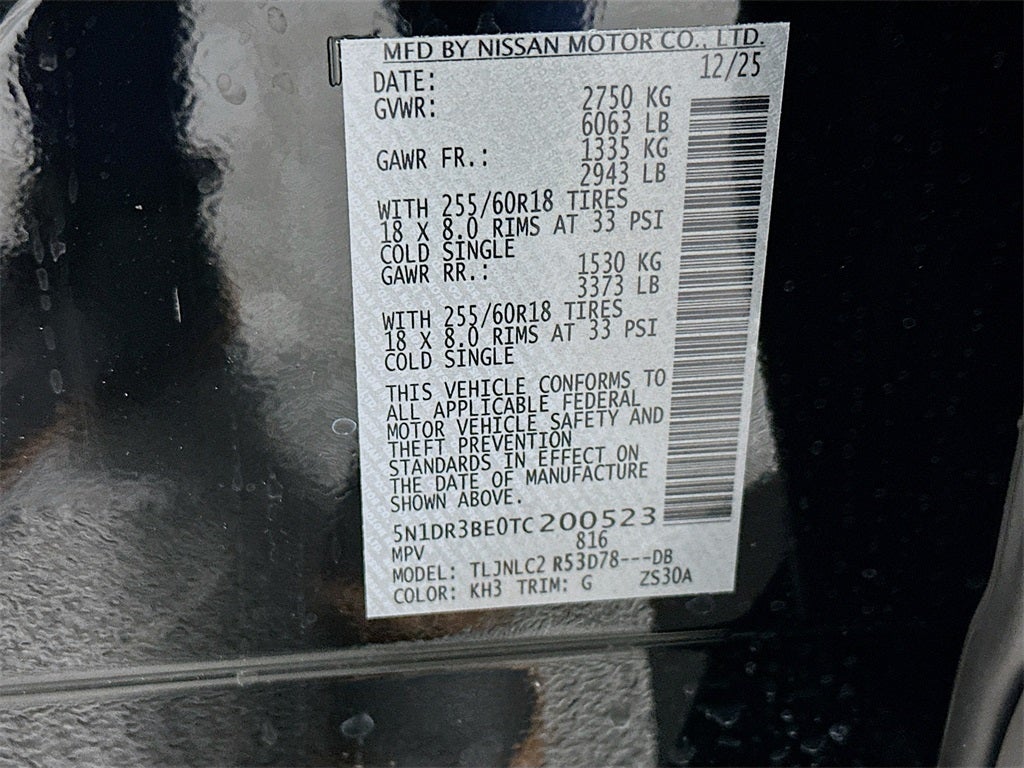 MFD BY NISSAN MOTOR CO., LTD.
DATE: 12/25
GVWR: 2750 KG
6063 LB
GAWR FR.: 1335 KG
2943 LB
WITH 255/60R18 TIRES
18 X 8.0 RIMS AT 33 PSI
COLD SINGLE
GAWR RR.: 1530 KG
3373 LB
WITH 255/60R18 TIRES
18 X 8.0 RIMS AT 33 PSI
COLD SINGLE
THIS VEHICLE CONFORMS TO
ALL APPLICABLE FEDERAL
MOTOR VEHICLE SAFETY AND
THEFT PREVENTION
STANDARDS IN EFFECT ON
THE DATE OF MANUFACTURE
SHOWN ABOVE.
5N1DR3BE0TC200523
MPV 816
MODEL: TLJNLC2 R53D78---DB
COLOR: KH3 TRIM: G ZS30A